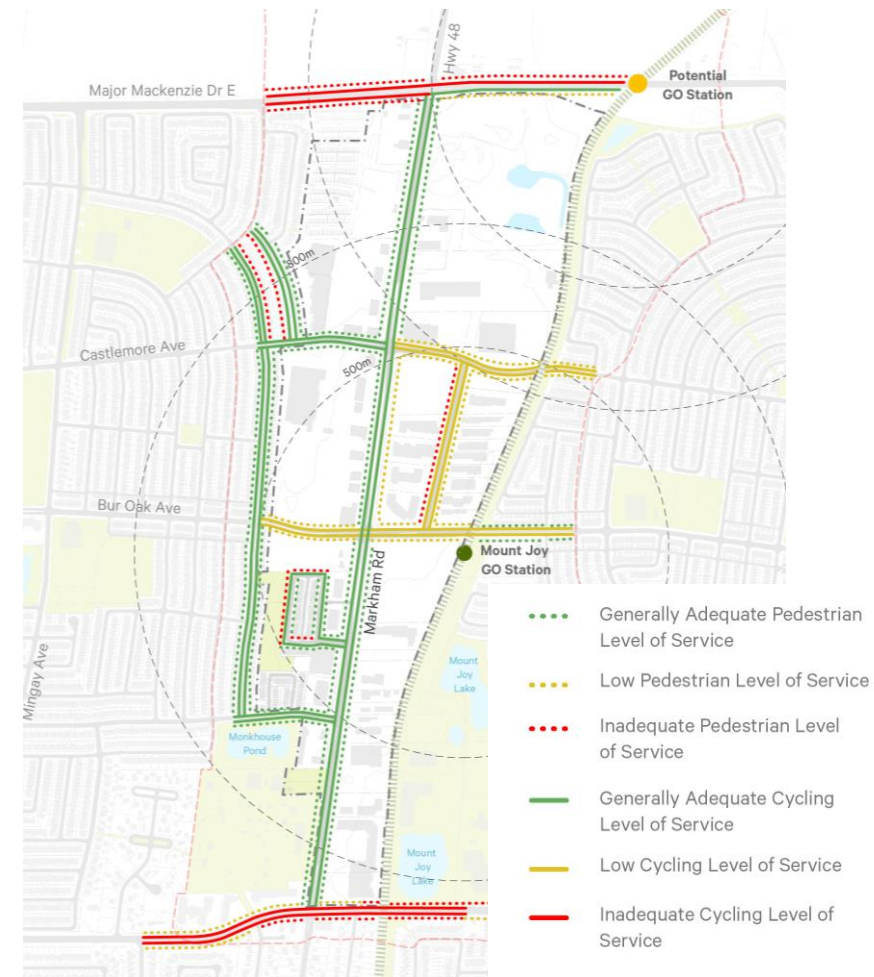 Hwy 48
Potential
GO Station
Major Mackenzie Dr E
800m
Castlemore Ave
500m
Bur Oak Ave
Mount Joy
GO Station
Markham Rd
Mingay Ave
Mount
Joy
Lake
Monkhouse
Pond
Mount
Joy
Lake
Generally Adequate Pedestrian
Level of Service
Low Pedestrian Level of Service
Inadequate Pedestrian Level
of Service
Generally Adequate Cycling
Level of Service
Low Cycling Level of Service
Inadequate Cycling Level of
Service